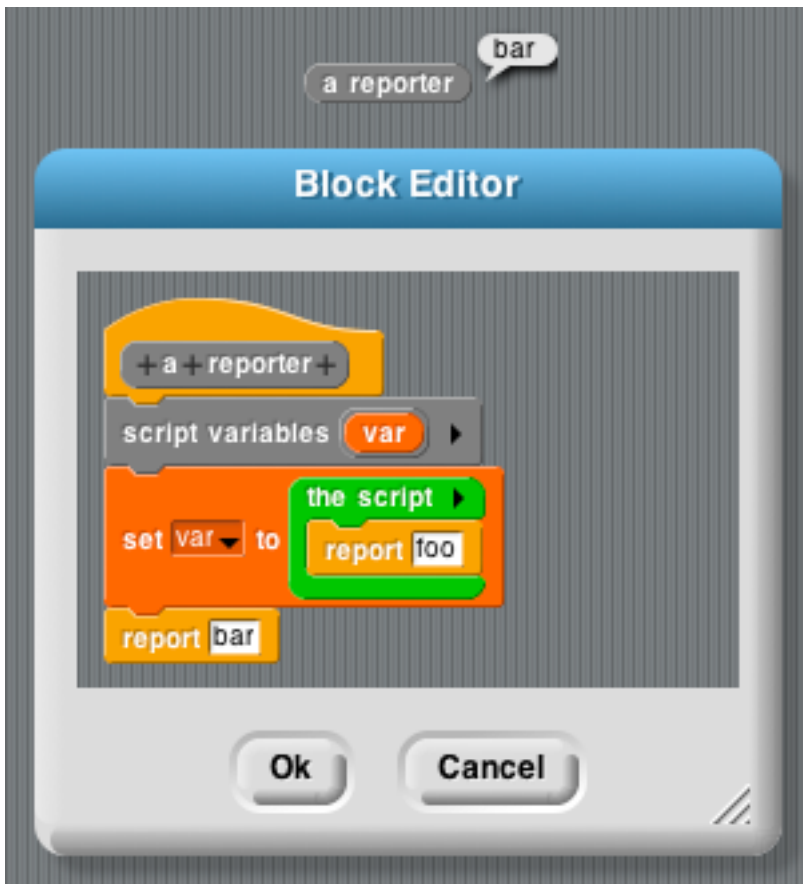 bar
a reporter
Block Editor
+ a + reporter +
script variables var
the script
set var to
report foo
report bar
Ok Cancel